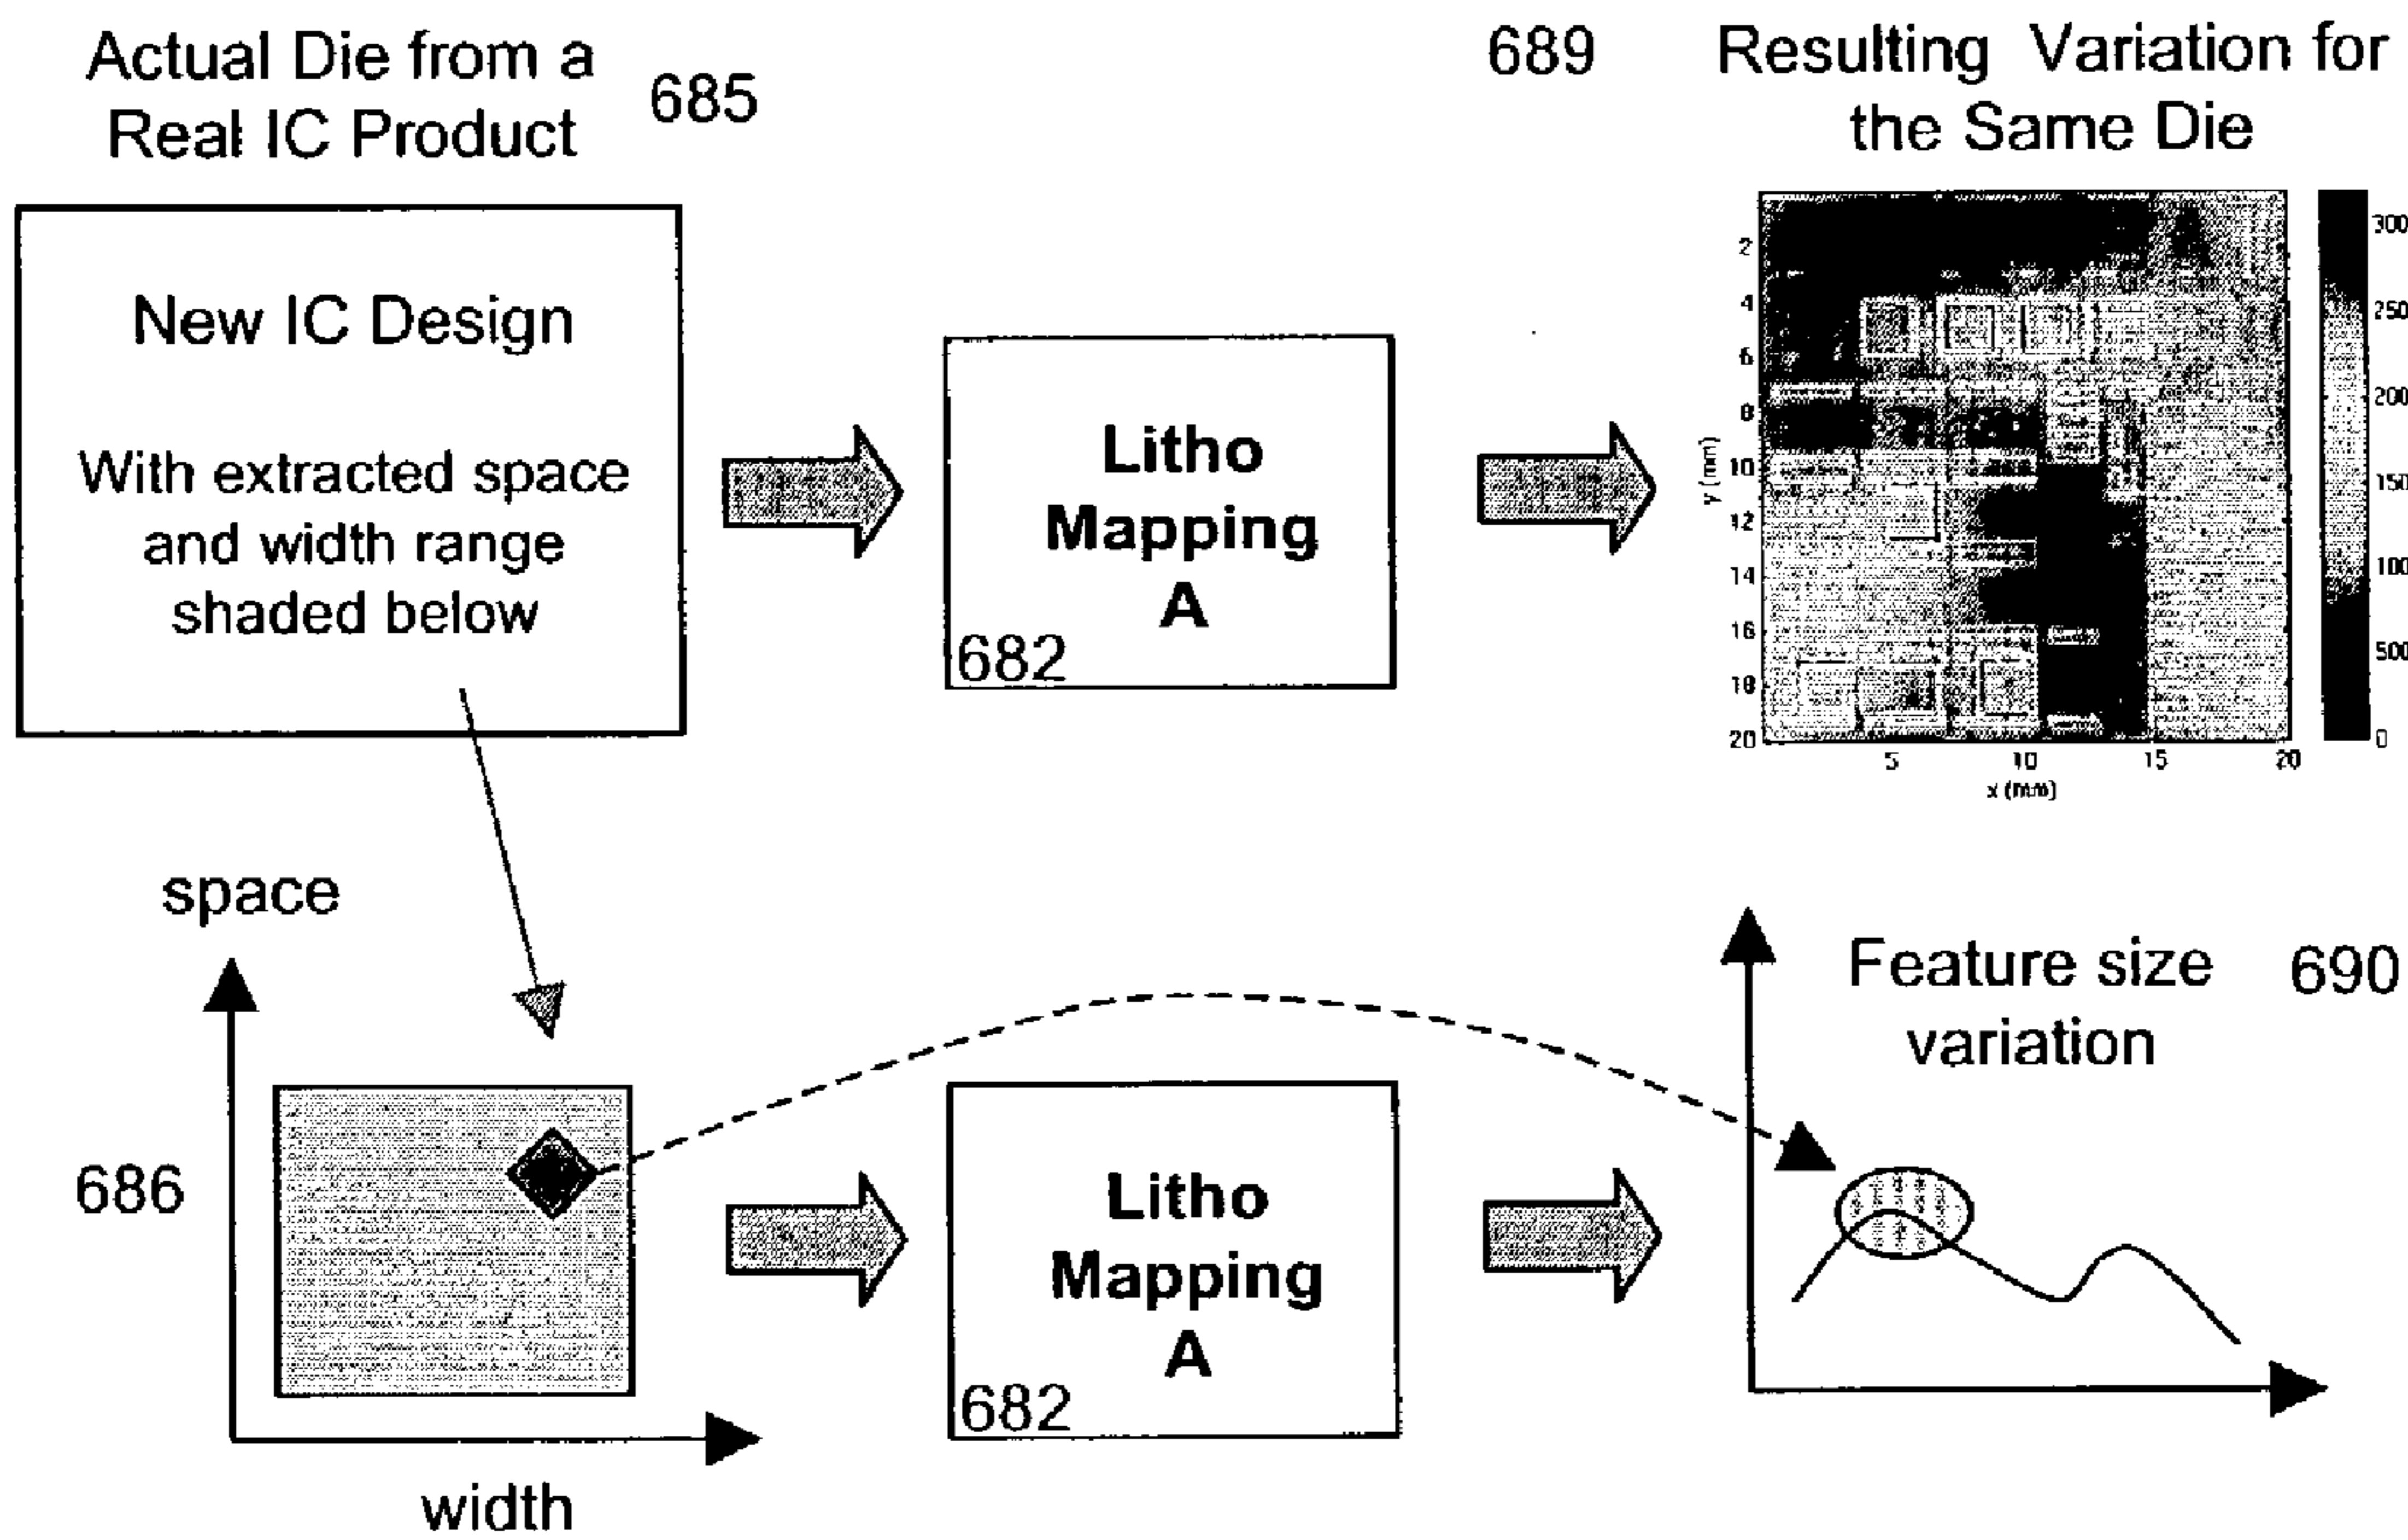 Actual Die from a
Real IC Product
685
689
Resulting Variation for
the Same Die
New IC Design
With extracted space
and width range
shaded below
Litho
Mapping
A
682
2
4
6
8
10
12
14
16
18
20
y (mm)
5
10
15
20
x (mm)
300
250
200
150
100
500
0
space
686
width
Litho
Mapping
A
682
Feature size
variation
690